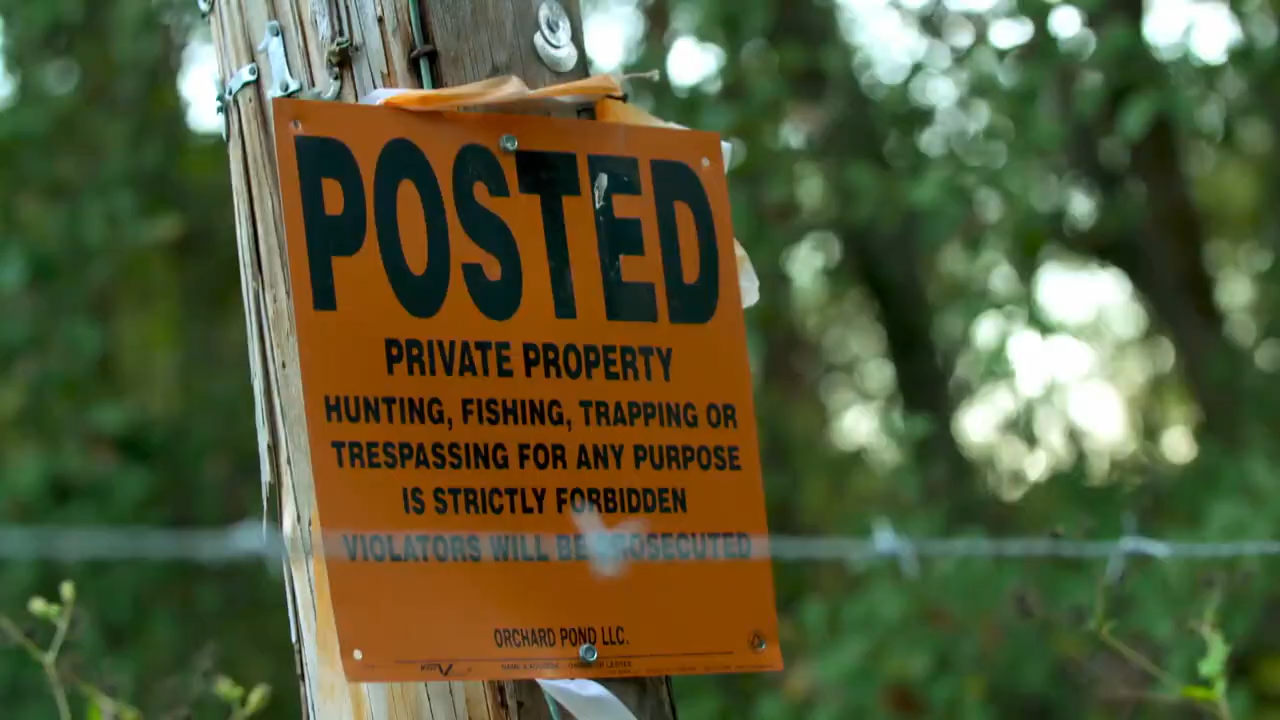 POSTED
PRIVATE PROPERTY
HUNTING, FISHING, TRAPPING OR
TRESPASSING FOR ANY PURPOSE
IS STRICTLY FORBIDDEN
VIOLATORS WILL BE PROSECUTED
ORCHARD POND LLC.